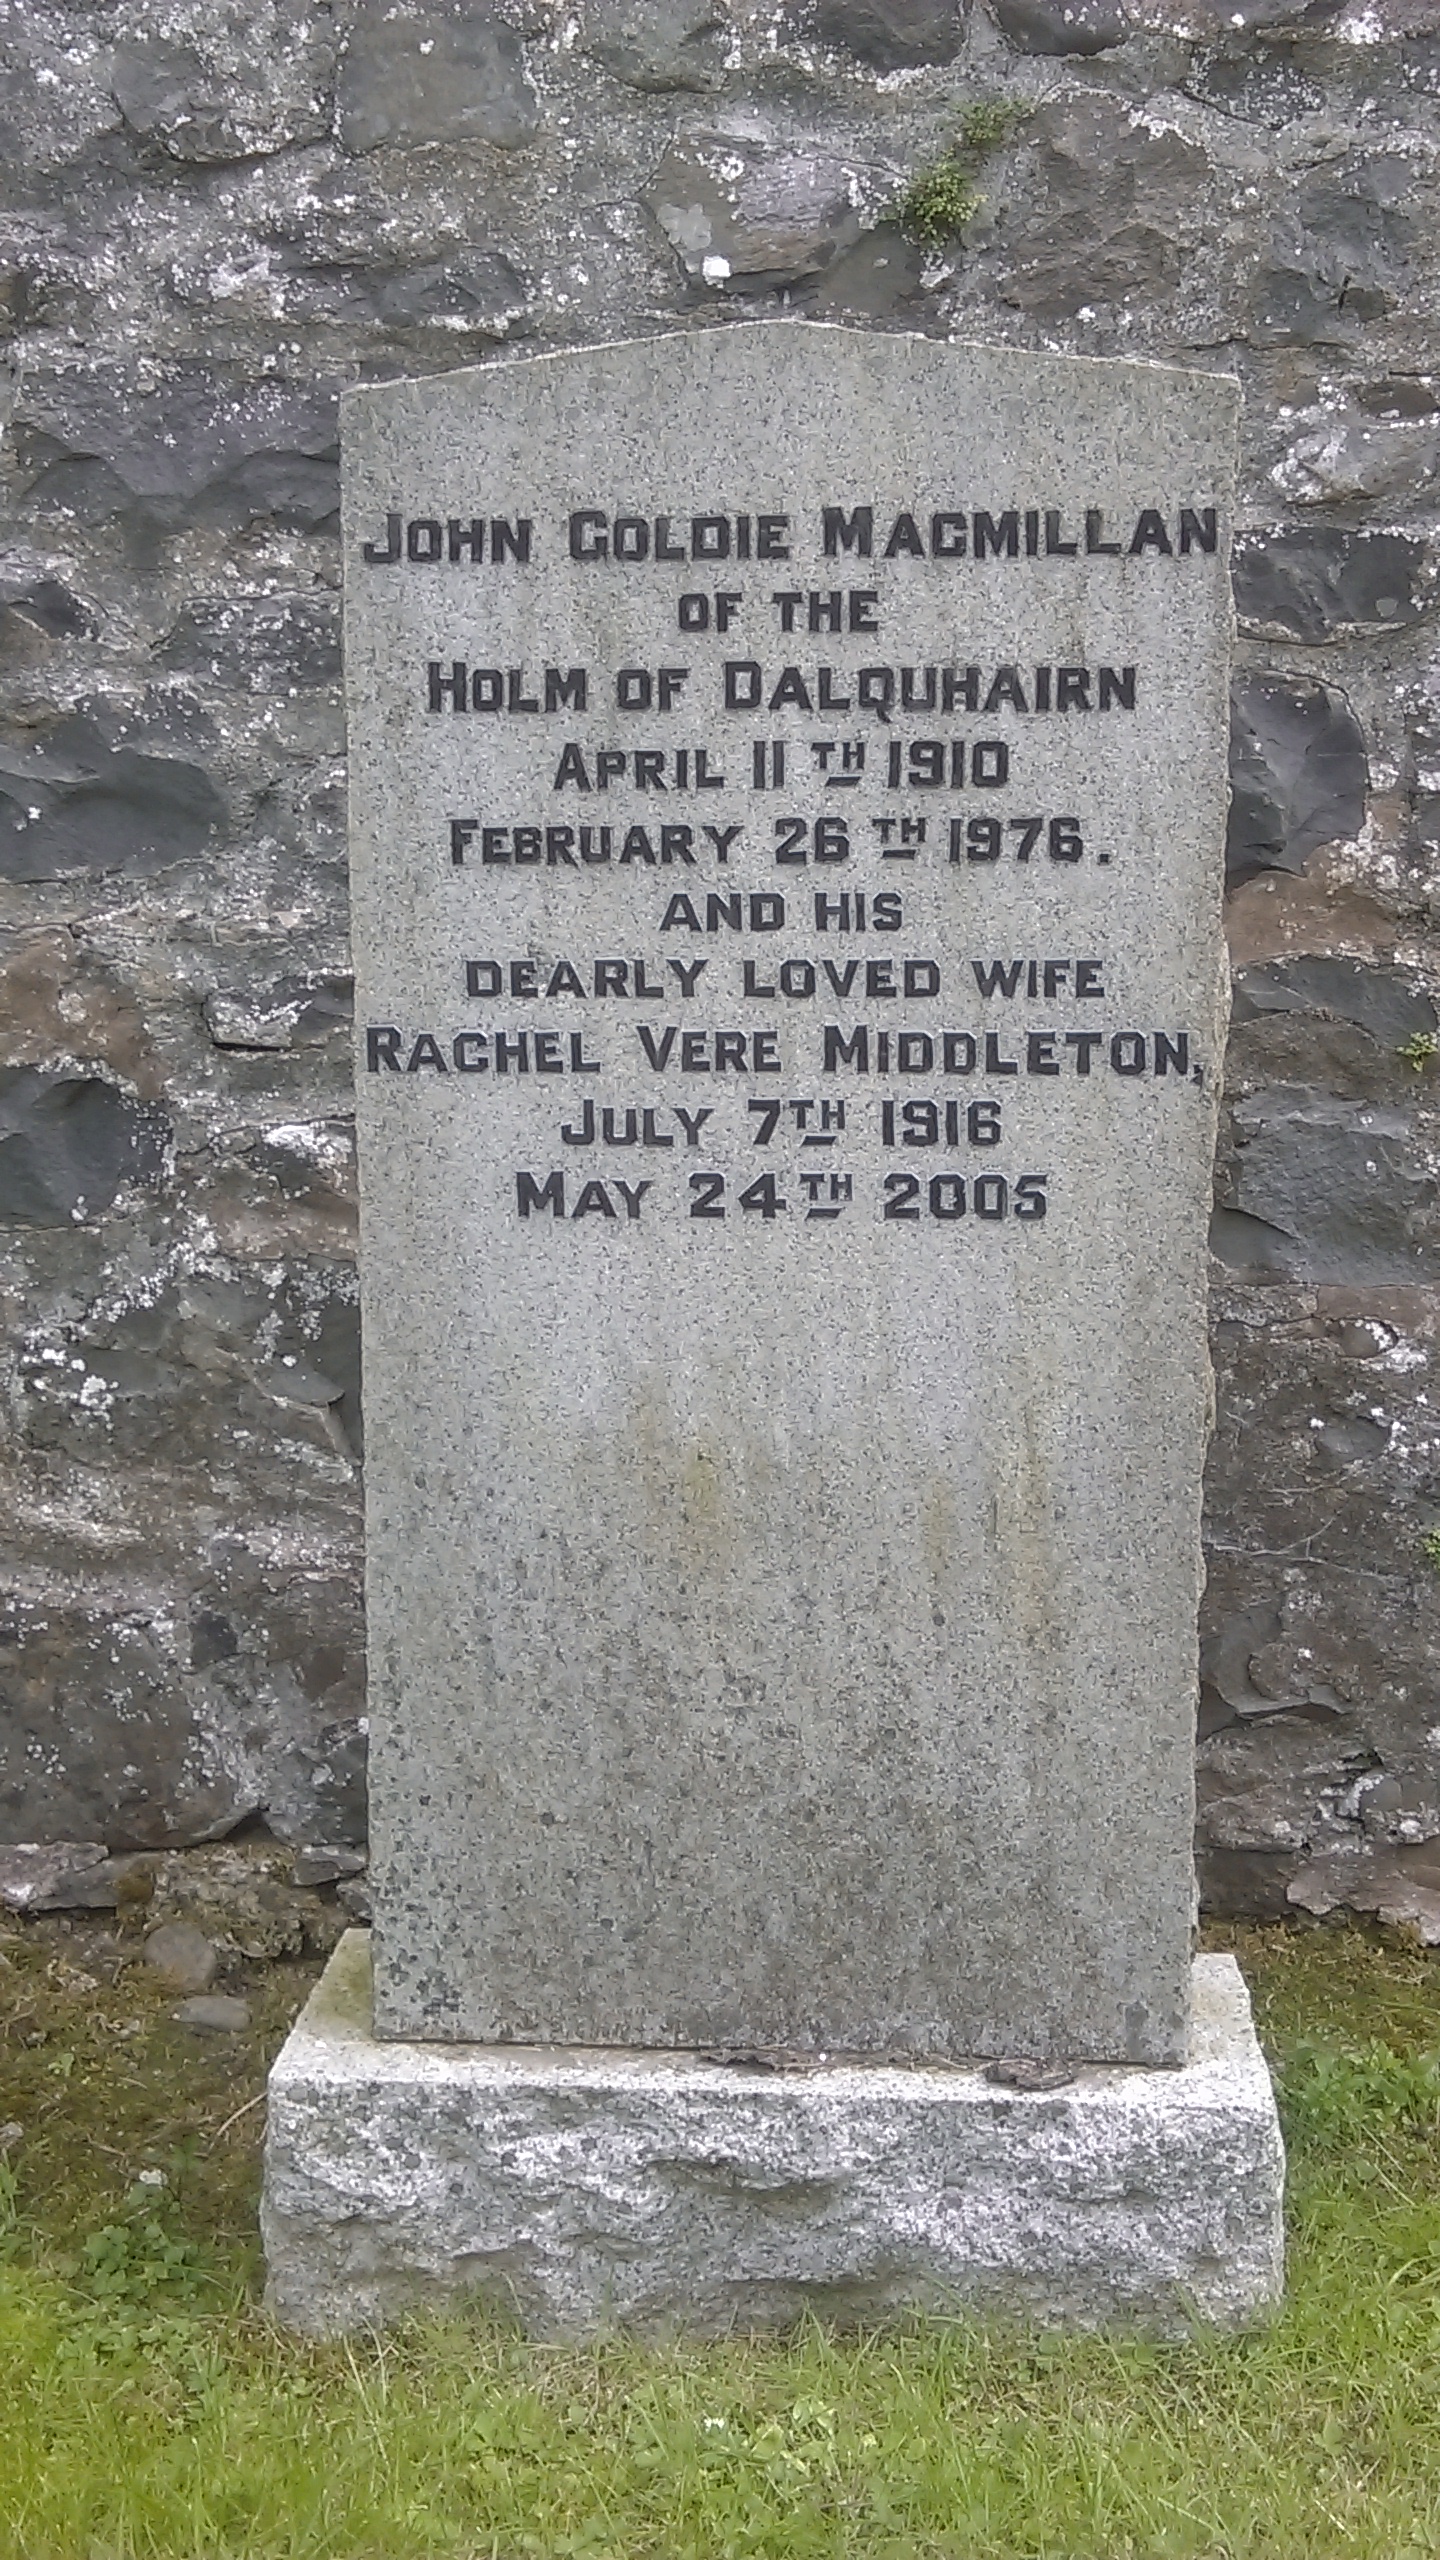 JOHN GOLDIE MACMILLAN
OF THE
HOLM OF DALQUHAIRN
APRIL 11TH 1910
FEBRUARY 26TH 1976.
AND HIS
DEARLY LOVED WIFE
RACHEL VERE MIDDLETON,
JULY 7TH 1916
MAY 24TH 2005